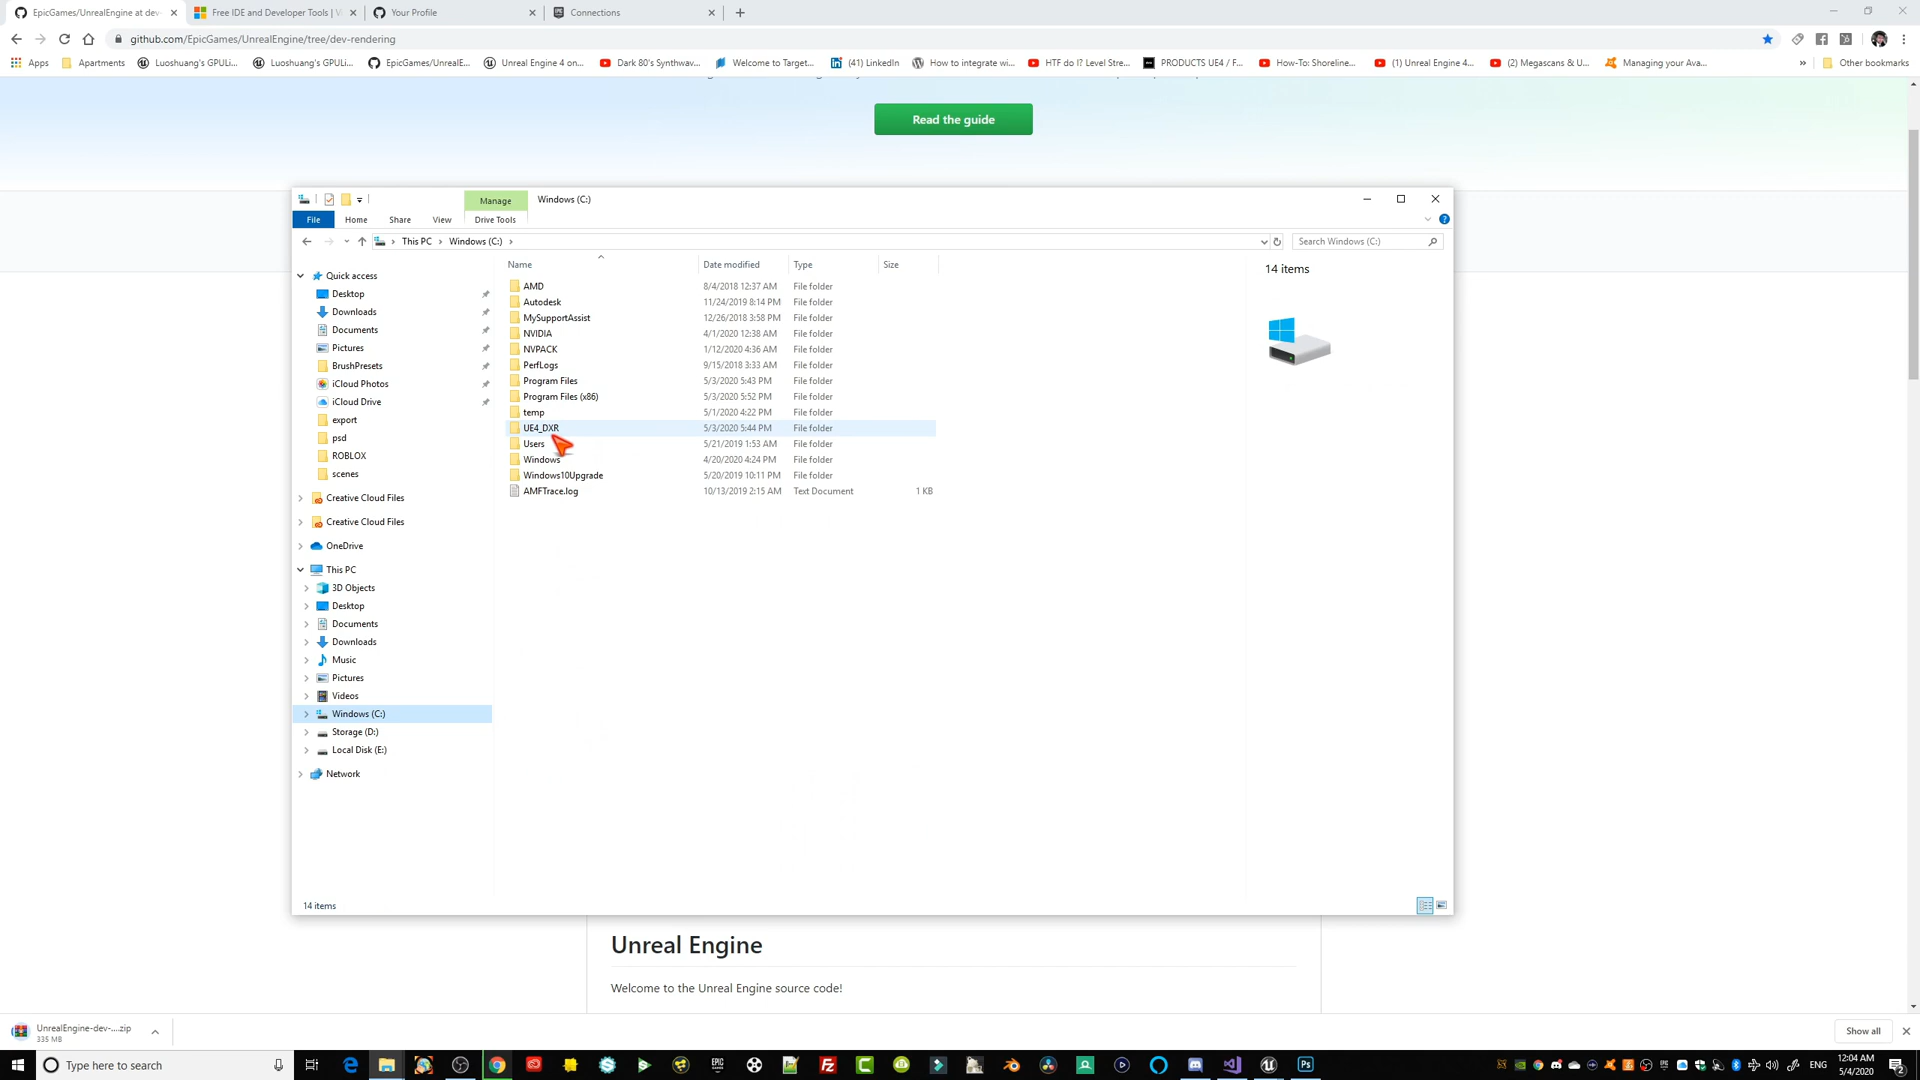 EpicGames/UnrealEngine at dev-
Free IDE and Developer Tools | V
Your Profile
Connections
github.com/EpicGames/UnrealEngine/tree/dev-rendering
Apps
Apartments
Luoshuang's GPULi...
Luoshuang's GPULi...
EpicGames/UnrealE...
Unreal Engine 4 on...
Dark 80's Synthwav...
Welcome to Target...
(41) LinkedIn
How to integrate wi...
HTF do I? Level Stre...
PRODUCTS UE4 / F...
How-To: Shoreline...
(1) Unreal Engine 4...
(2) Megascans & U...
Managing your Ava...
»
Other bookmarks
Read the guide
Manage
Windows (C:)
File
Home
Share
View
Drive Tools
This PC > Windows (C:) >
Search Windows (C:)
Name
Date modified
Type
Size
Quick access
Desktop
Downloads
Documents
Pictures
BrushPresets
iCloud Photos
iCloud Drive
export
psd
ROBLOX
scenes
Creative Cloud Files
Creative Cloud Files
OneDrive
This PC
3D Objects
Desktop
Documents
Downloads
Music
Pictures
Videos
Windows (C:)
Storage (D:)
Local Disk (E:)
Network
AMD 8/4/2018 12:37 AM File folder
Autodesk 11/24/2019 8:14 PM File folder
MySupportAssist 12/26/2018 3:58 PM File folder
NVIDIA 4/1/2020 12:38 AM File folder
NVPACK 1/12/2020 4:36 AM File folder
PerfLogs 9/15/2018 3:33 AM File folder
Program Files 5/3/2020 5:43 PM File folder
Program Files (x86) 5/3/2020 5:52 PM File folder
temp 5/1/2020 4:22 PM File folder
UE4_DXR 5/3/2020 5:44 PM File folder
Users 5/21/2019 1:53 AM File folder
Windows 4/20/2020 4:24 PM File folder
Windows10Upgrade 5/20/2019 10:11 PM File folder
AMFTrace.log 10/13/2019 2:15 AM Text Document 1 KB
14 items
14 items
Unreal Engine
Welcome to the Unreal Engine source code!
UnrealEngine-dev-....zip
335 MB
Show all
Type here to search
EPIC
Ps
ENG
12:04 AM
5/4/2020